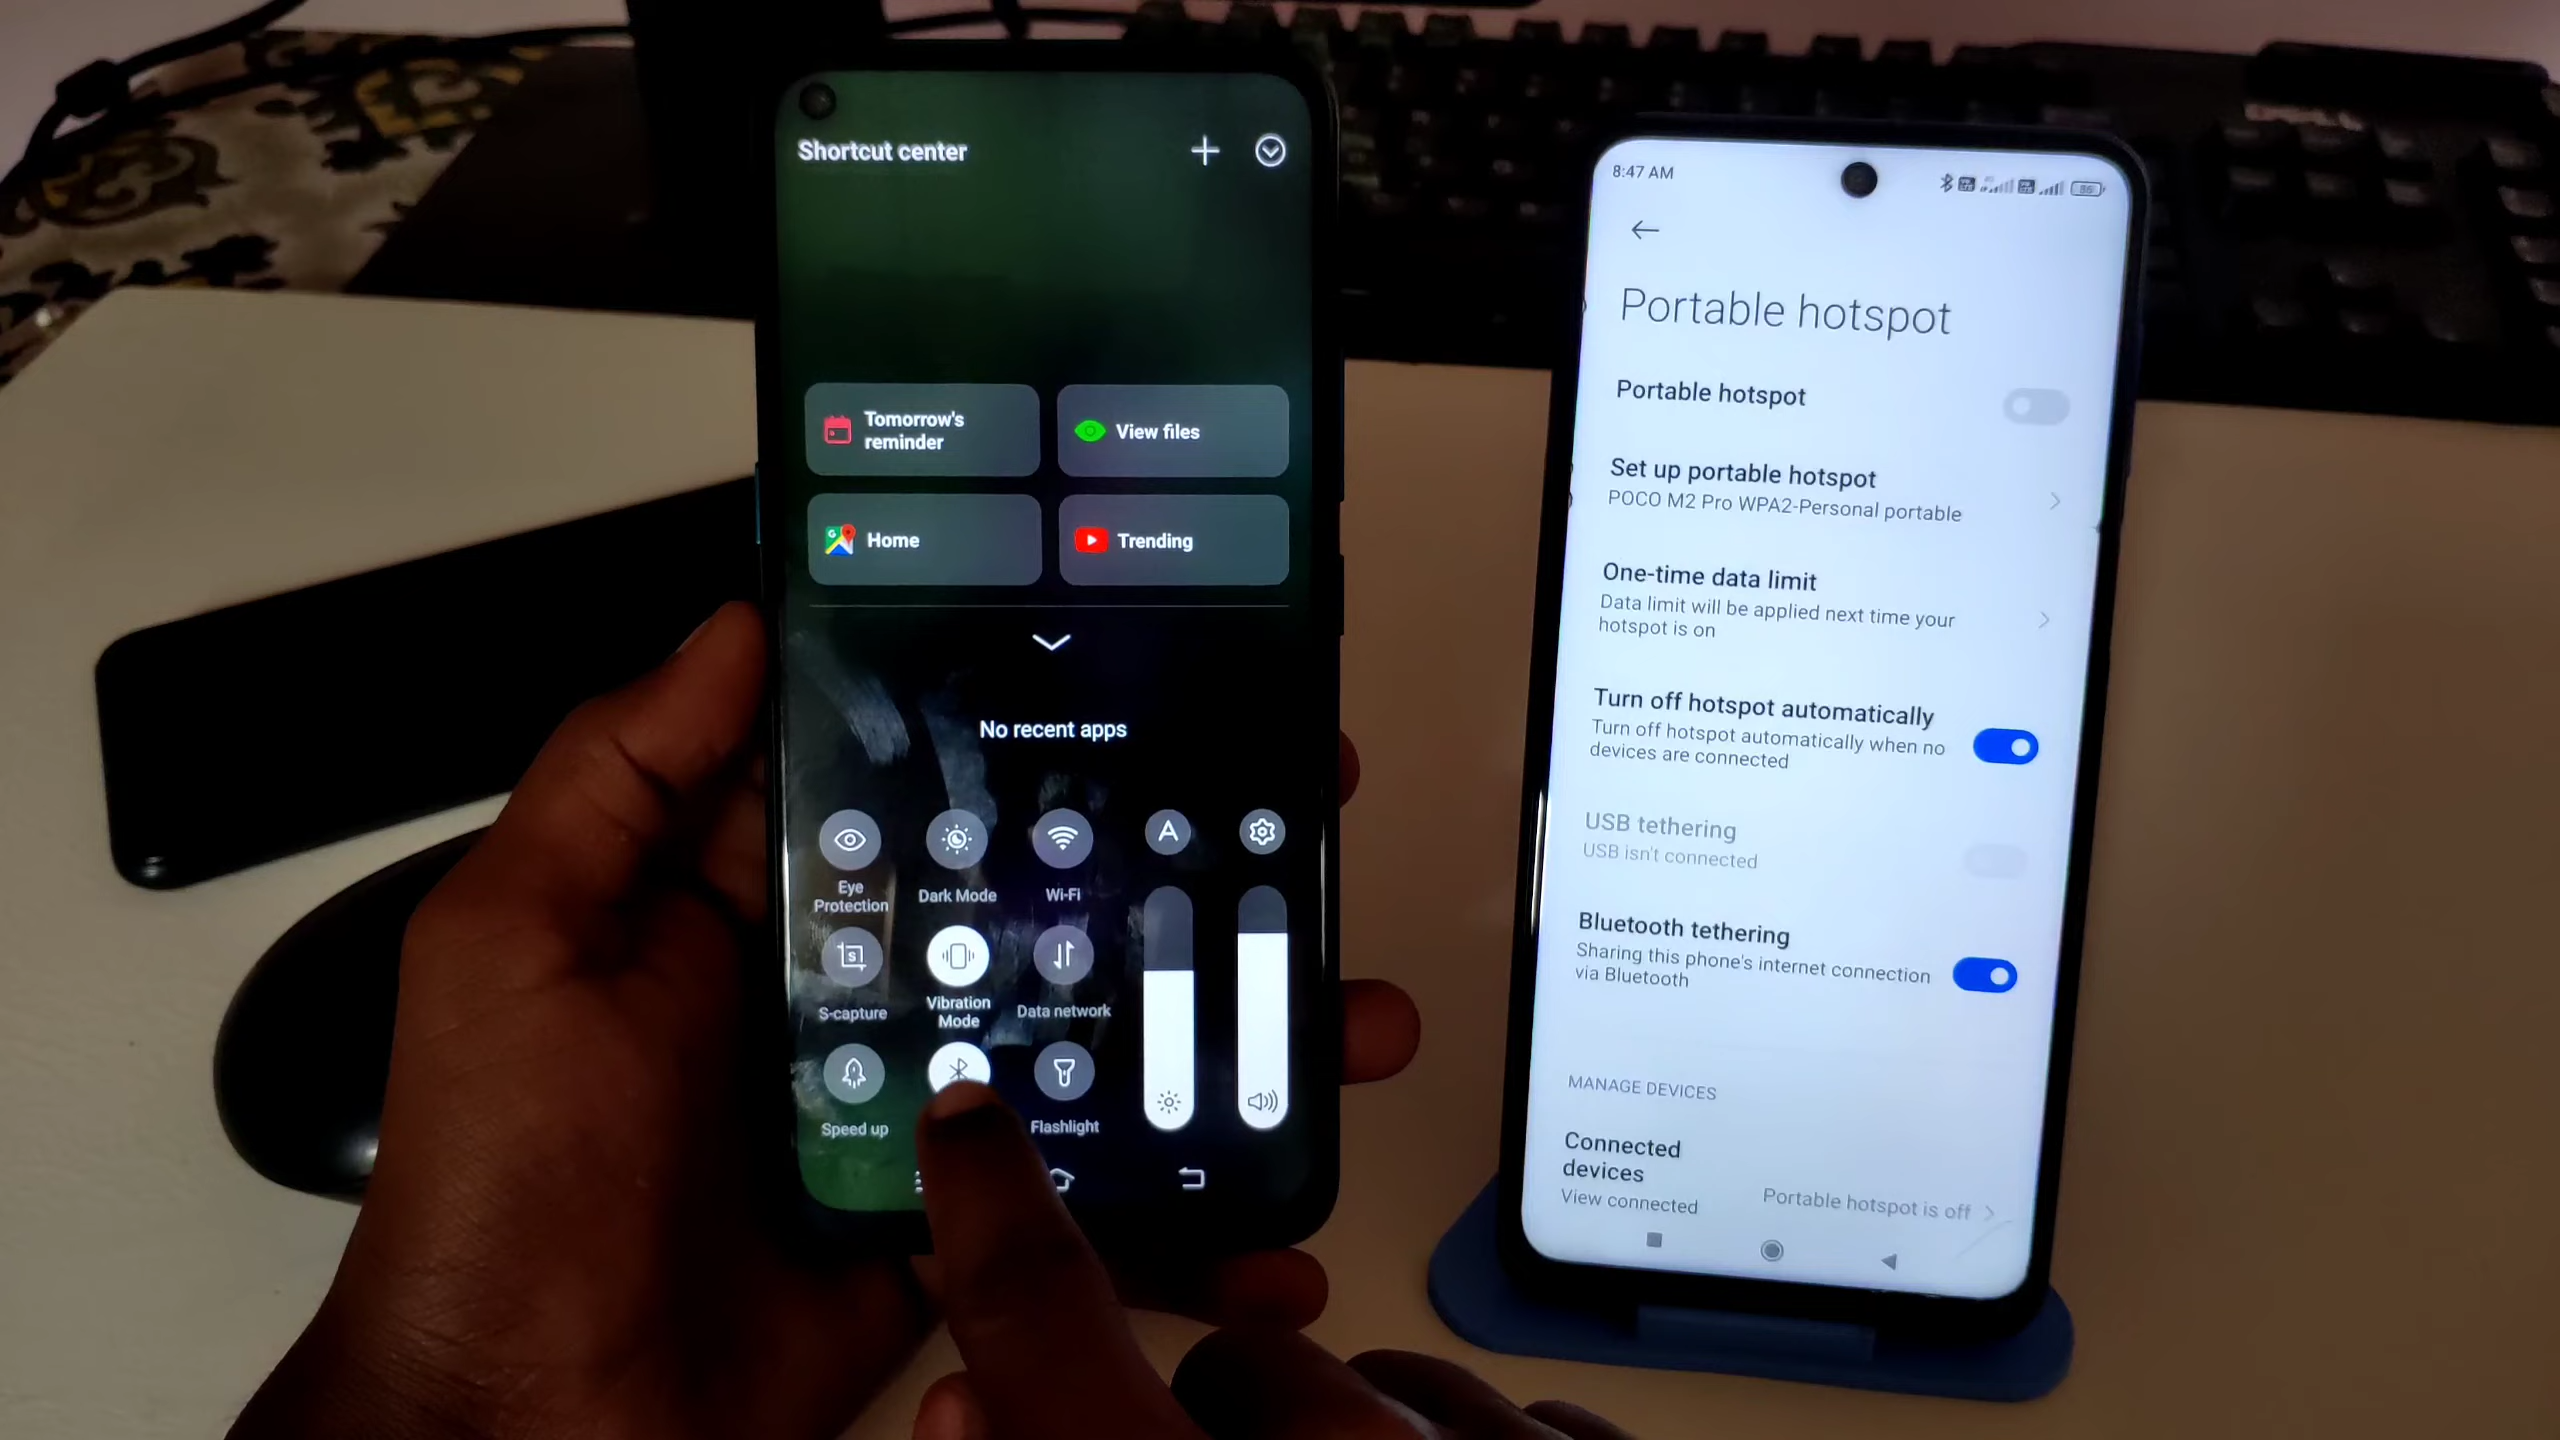 Shortcut center
Tomorrow's
reminder
View files
Home
Trending
No recent apps
A
Eye
Protection
Dark Mode
Wi-Fi
S
S-capture
Vibration
Mode
Data network
Speed up
Flashlight
8:47 AM
86
Portable hotspot
Portable hotspot
Set up portable hotspot
POCO M2 Pro WPA2-Personal portable
One-time data limit
Data limit will be applied next time your
hotspot is on
Turn off hotspot automatically
Turn off hotspot automatically when no
devices are connected
USB tethering
USB isn't connected
Bluetooth tethering
Sharing this phone's internet connection
via Bluetooth
MANAGE DEVICES
Connected
devices
View connected
Portable hotspot is off